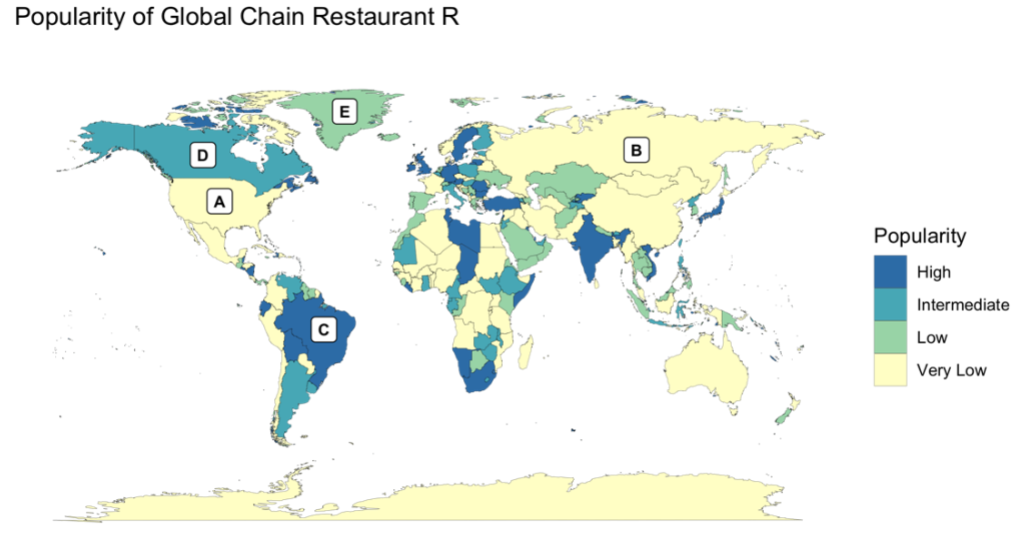 Popularity of Global Chain Restaurant R
E
B
D
A
C
Popularity
High
Intermediate
Low
Very Low